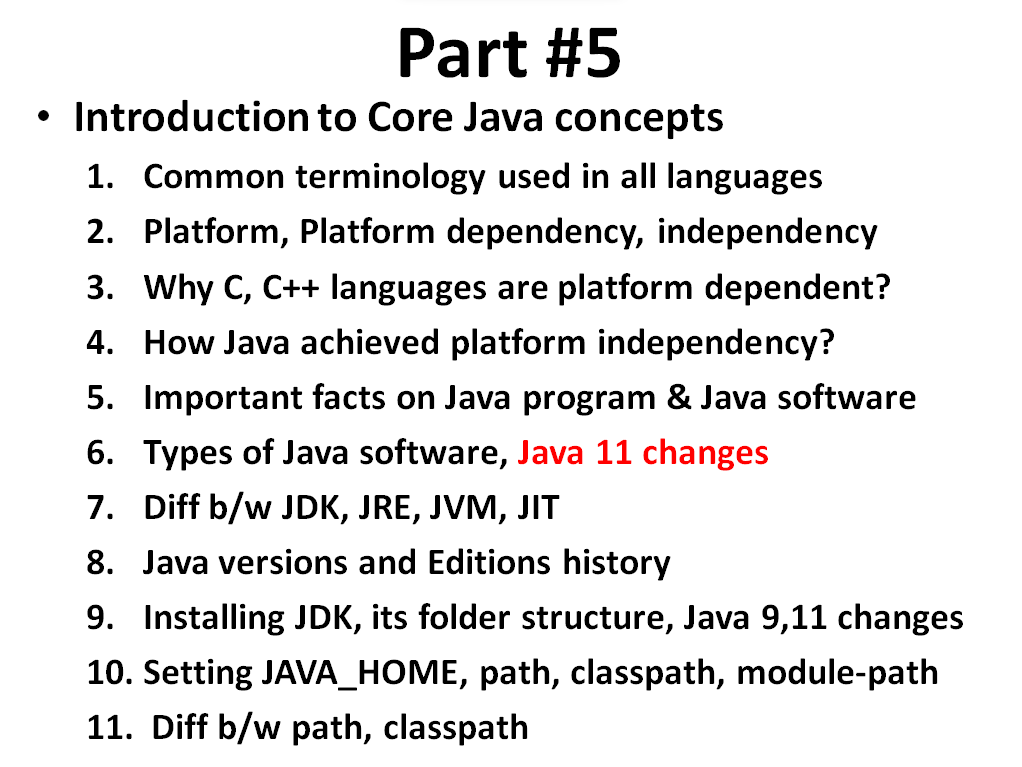 Part #5
• Introduction to Core Java concepts
1. Common terminology used in all languages
2. Platform, Platform dependency, independency
3. Why C, C++ languages are platform dependent?
4. How Java achieved platform independency?
5. Important facts on Java program & Java software
6. Types of Java software, Java 11 changes
7. Diff b/w JDK, JRE, JVM, JIT
8. Java versions and Editions history
9. Installing JDK, its folder structure, Java 9,11 changes
10. Setting JAVA_HOME, path, classpath, module-path
11. Diff b/w path, classpath